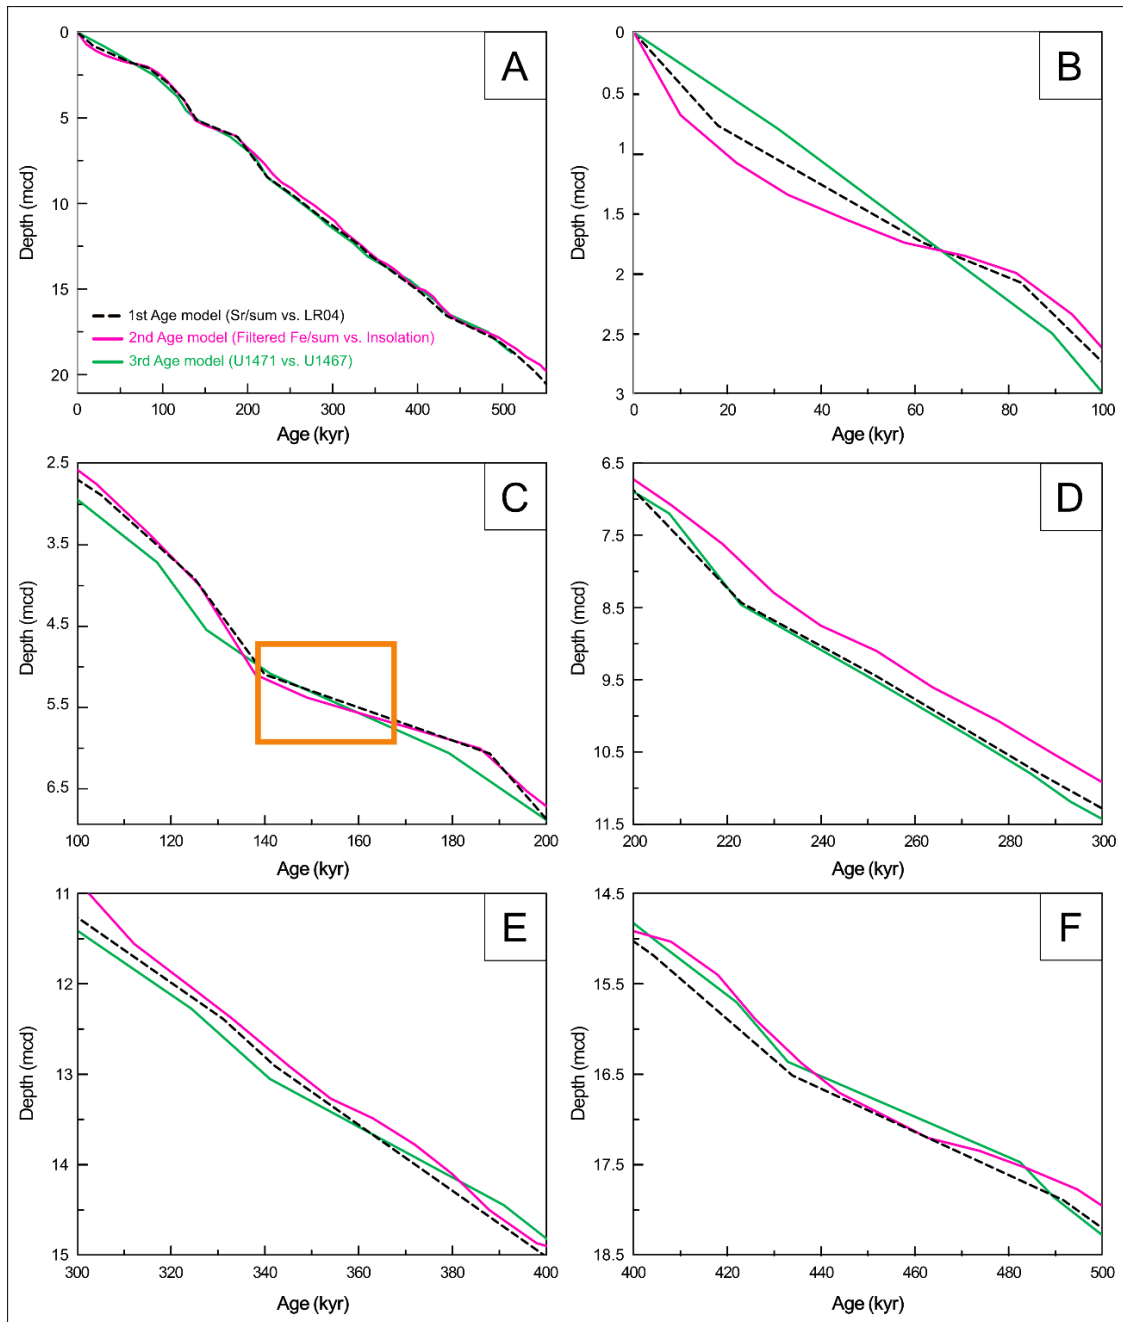 A
0
5
10
15
20
Depth (mcd)
1st Age model (Sr/sum vs. LR04)
2nd Age model (Filtered Fe/sum vs. Insolation)
3rd Age model (U1471 vs. U1467)
0 100 200 300 400 500
Age (kyr)
B
0
0.5
1
1.5
2
2.5
3
Depth (mcd)
0 20 40 60 80 100
Age (kyr)
C
2.5
3.5
4.5
5.5
6.5
Depth (mcd)
100 120 140 160 180 200
Age (kyr)
D
6.5
7.5
8.5
9.5
10.5
11.5
Depth (mcd)
200 220 240 260 280 300
Age (kyr)
E
11
12
13
14
15
Depth (mcd)
300 320 340 360 380 400
Age (kyr)
F
14.5
15.5
16.5
17.5
18.5
Depth (mcd)
400 420 440 460 480 500
Age (kyr)